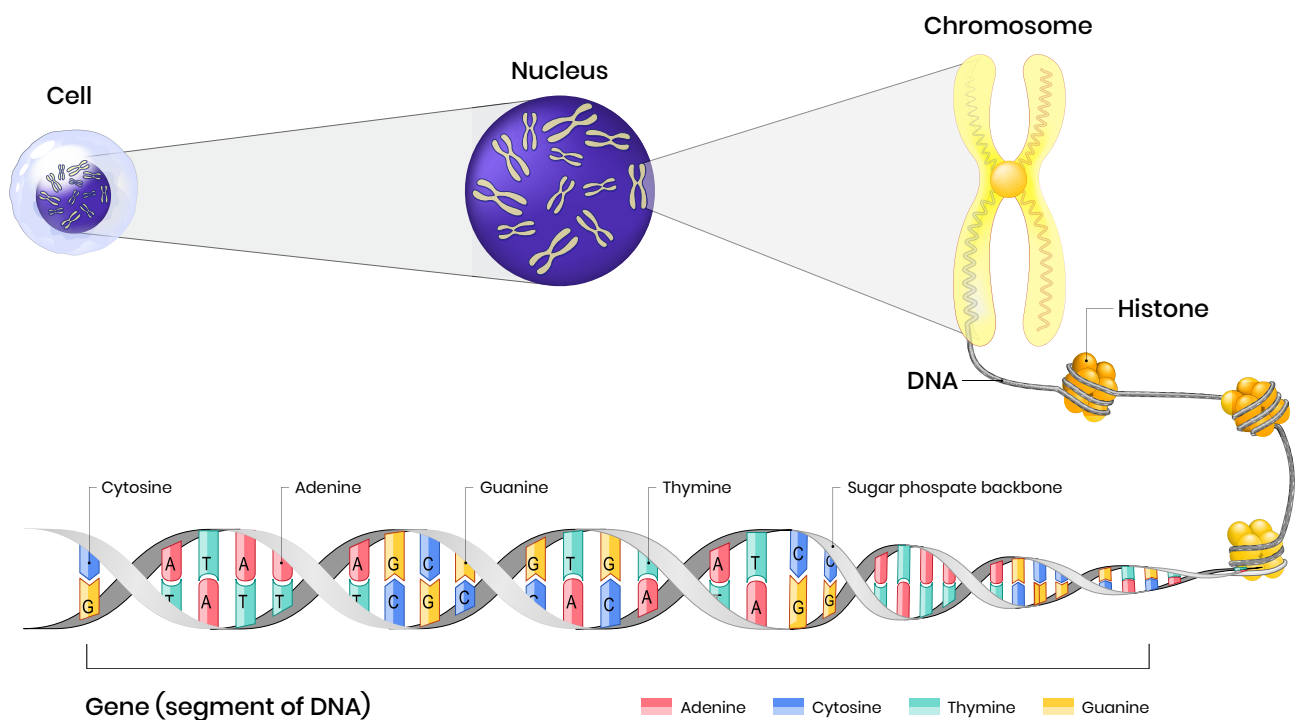 Chromosome
Nucleus
Cell
Histone
DNA
Cytosine
Adenine
Guanine
Thymine
Sugar phospate backbone
A T A A G C G T G A T C C
G T A T T T C G C C A C A T A G G
Gene (segment of DNA)
Adenine
Cytosine
Thymine
Guanine